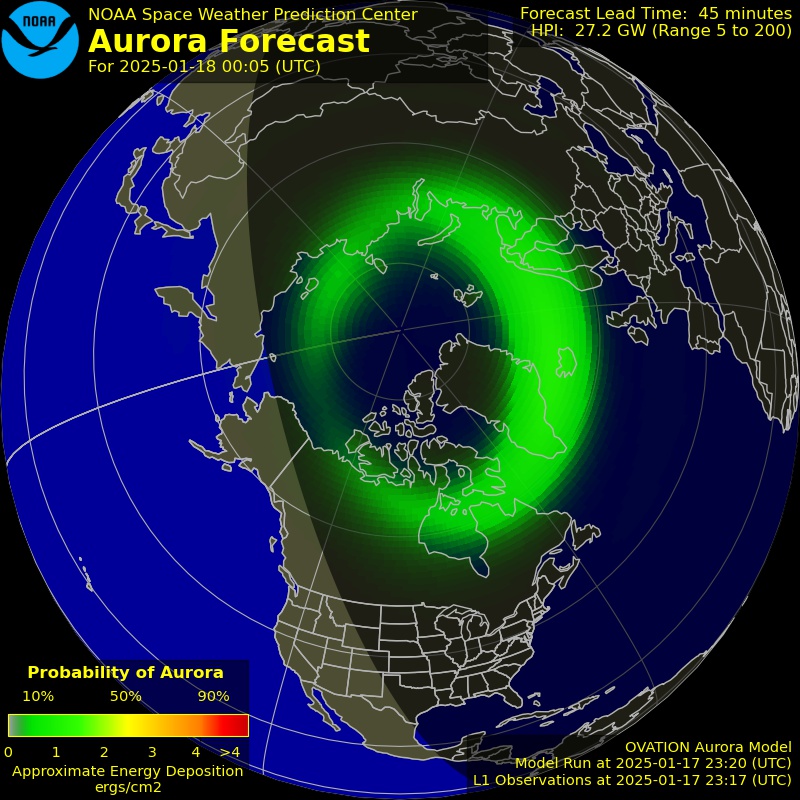 NOAA
NOAA Space Weather Prediction Center
Aurora Forecast
For 2025-01-18 00:05 (UTC)
Forecast Lead Time: 45 minutes
HPI: 27.2 GW (Range 5 to 200)
Probability of Aurora
10% 50% 90%
0 1 2 3 4 >4
Approximate Energy Deposition
ergs/cm2
OVATION Aurora Model
Model Run at 2025-01-17 23:20 (UTC)
L1 Observations at 2025-01-17 23:17 (UTC)